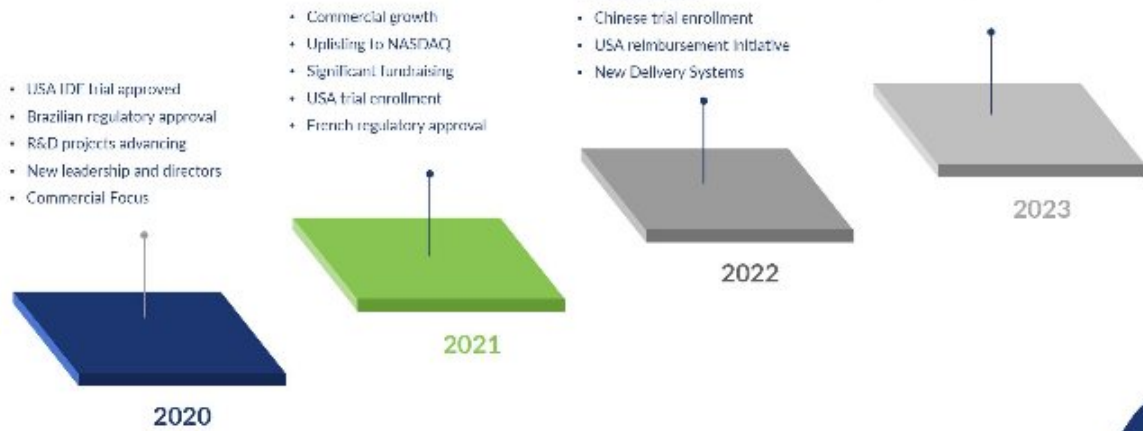 • USA IDE trial approved
• Brazilian regulatory approval
• R&D projects advancing
• New leadership and directors
• Commercial Focus
2020
• Commercial growth
• Uplisting to NASDAQ
• Significant fundraising
• USA trial enrollment
• French regulatory approval
2021
• Chinese trial enrollment
• USA reimbursement initiative
• New Delivery Systems
2022
2023